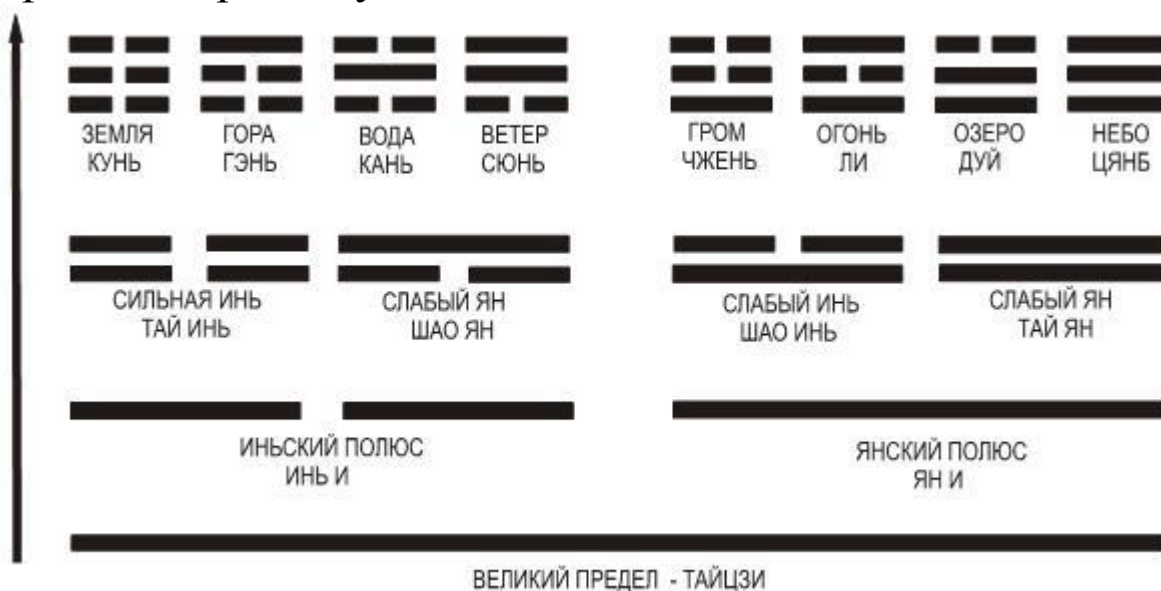 ЗЕМЛЯ
КУНЬ
ГОРА
ГЭНЬ
ВОДА
КАНЬ
ВЕТЕР
СЮНЬ
ГРОМ
ЧЖЕНЬ
ОГОНЬ
ЛИ
ОЗЕРО
ДУЙ
НЕБО
ЦЯНБ
СИЛЬНАЯ ИНЬ
ТАЙ ИНЬ
СЛАБЫЙ ЯН
ШАО ЯН
СЛАБЫЙ ИНЬ
ШАО ИНЬ
СЛАБЫЙ ЯН
ТАЙ ЯН
ИНЬСКИЙ ПОЛЮС
ИНЬ И
ЯНСКИЙ ПОЛЮС
ЯН И
ВЕЛИКИЙ ПРЕДЕЛ - ТАЙЦЗИ